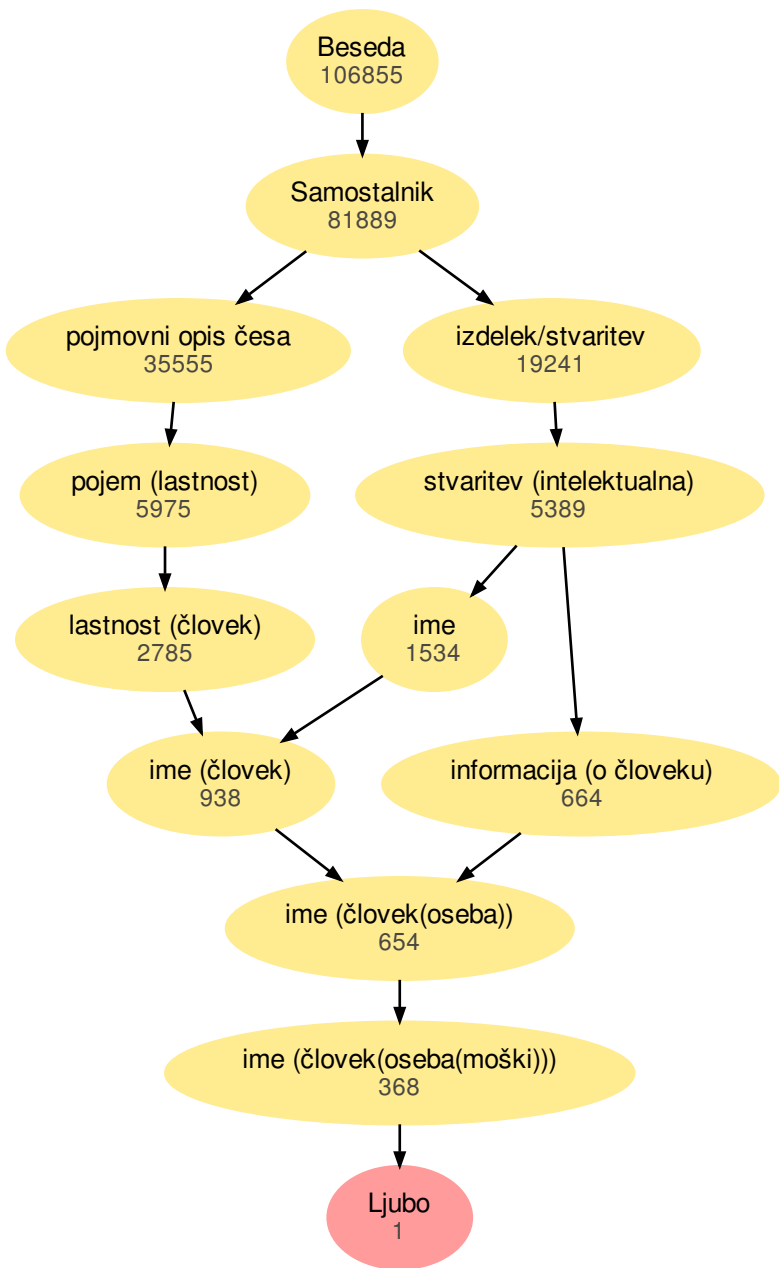 Beseda
106855
Samostalnik
81889
pojmovni opis česa
35555
izdelek/stvaritev
19241
pojem (lastnost)
5975
stvaritev (intelektualna)
5389
lastnost (človek)
2785
ime
1534
ime (človek)
938
informacija (o človeku)
664
ime (človek(oseba))
654
ime (človek(oseba(moški)))
368
Ljubo
1